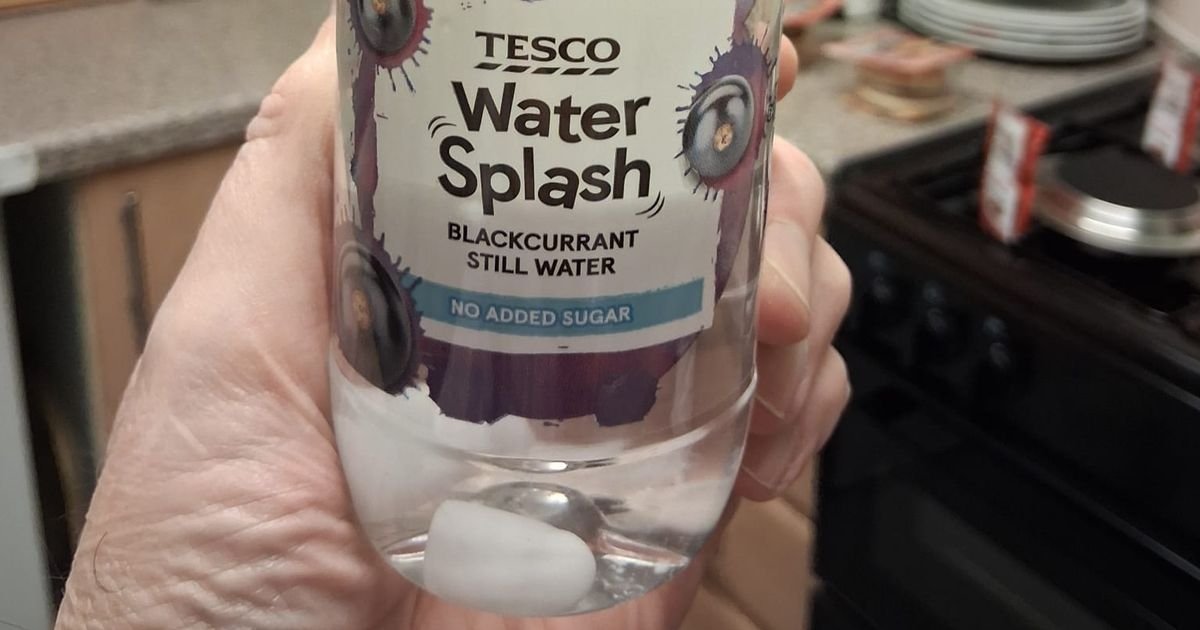 TESCO
Water
Splash
BLACKCURRANT
STILL WATER
NO ADDED SUGAR